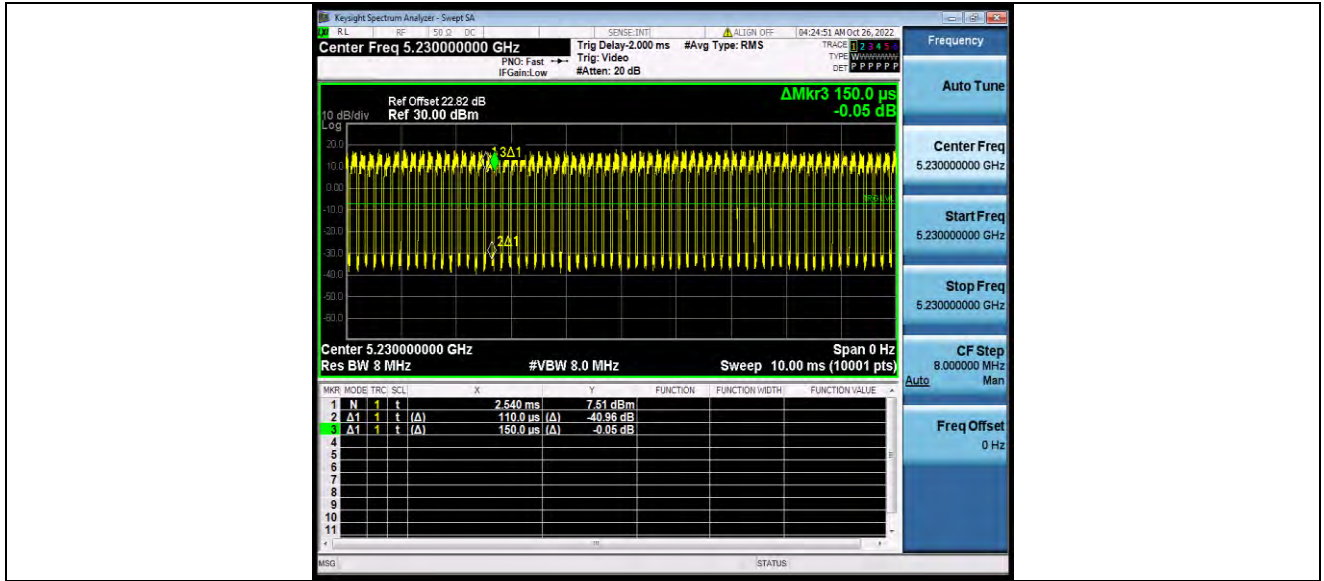 Keysight Spectrum Analyzer - Swept SA
RL RF 50 Ω DC SENSE:INT ALIGN OFF 04:24:51 AM Oct 26, 2022
Center Freq 5.230000000 GHz
Trig Delay-2.000 ms #Avg Type: RMS
TRACE 1 2 3 4 5 6
PNO: Fast
Trig: Video
TYPE WWWWWW
IFGain:Low
#Atten: 20 dB
DET P P P P P P
Frequency
Auto Tune
ΔMkr3 150.0 µs
-0.05 dB
Ref Offset 22.82 dB
10 dB/div Ref 30.00 dBm
Log
20.0
10.0
0.00
-10.0
-20.0
-30.0
-40.0
-50.0
-60.0
3Δ1
2Δ1
Center 5.230000000 GHz Span 0 Hz
Res BW 8 MHz #VBW 8.0 MHz Sweep 10.00 ms (10001 pts)
MKR MODE TRC SCL X Y FUNCTION FUNCTION WIDTH FUNCTION VALUE
1 N 1 t 2.540 ms 7.51 dBm
2 Δ1 1 t (Δ) 110.0 µs (Δ) -40.96 dB
3 Δ1 1 t (Δ) 150.0 µs (Δ) -0.05 dB
4
5
6
7
8
9
10
11
Center Freq
5.230000000 GHz
Start Freq
5.230000000 GHz
Stop Freq
5.230000000 GHz
CF Step
8.000000 MHz
Auto Man
Freq Offset
0 Hz
MSG STATUS